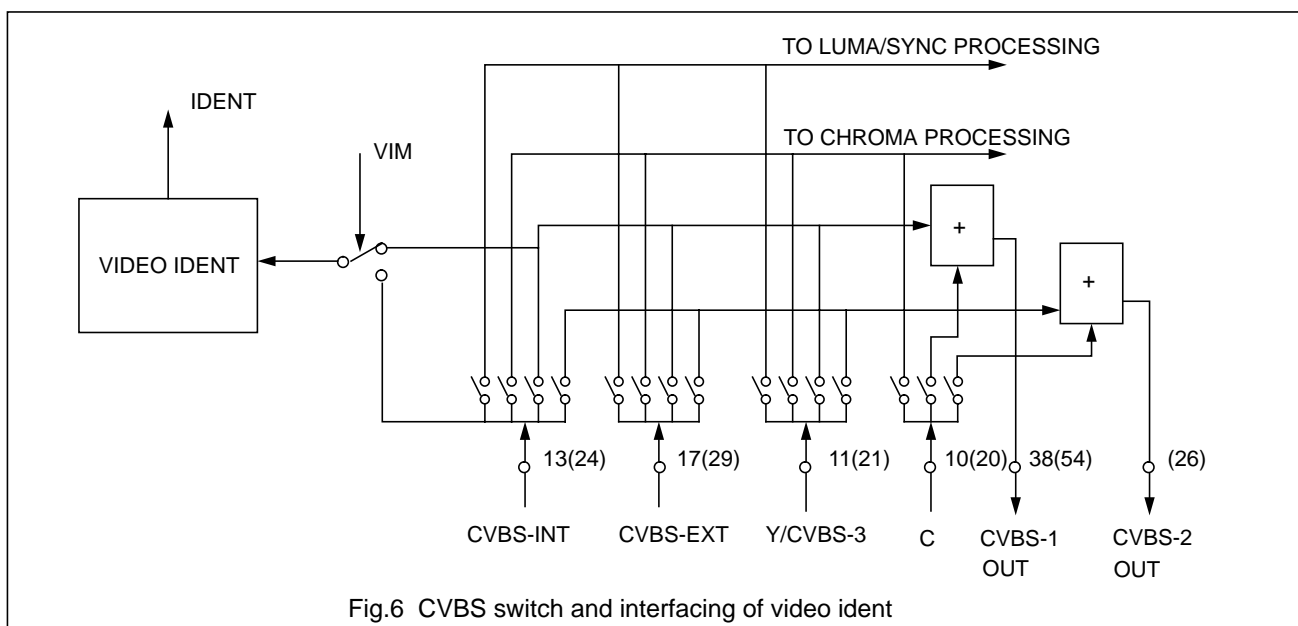 TO LUMA/SYNC PROCESSING
IDENT
TO CHROMA PROCESSING
VIM
+
VIDEO IDENT
+
13(24)
17(29)
11(21)
10(20)
38(54)
(26)
CVBS-INT
CVBS-EXT
Y/CVBS-3
C
CVBS-1
OUT
CVBS-2
OUT
Fig.6 CVBS switch and interfacing of video ident